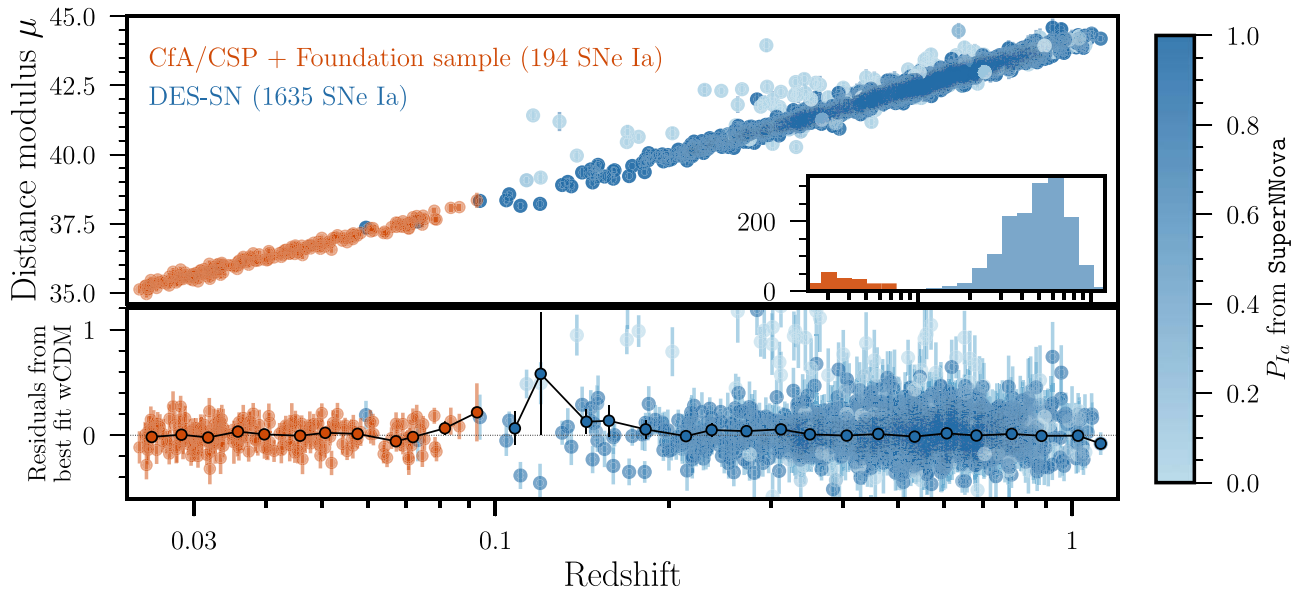 45.0
42.5
40.0
37.5
35.0
Distance modulus μ
CfA/CSP + Foundation sample (194 SNe Ia)
DES-SN (1635 SNe Ia)
200
0
1
0
Residuals from
best fit wCDM
0.03
0.1
1
Redshift
1.0
0.8
0.6
0.4
0.2
0.0
P_{Ia} from SuperNNova